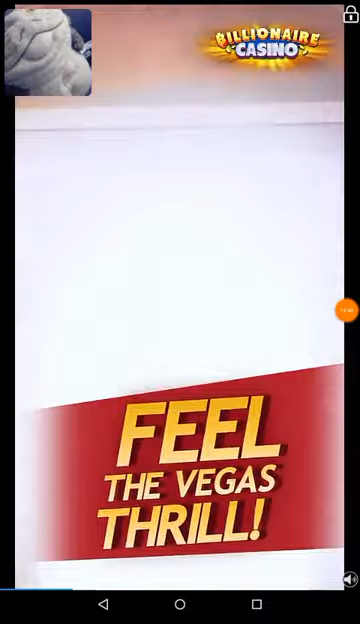 BILLIONAIRE
CASINO
FEEL
THE VEGAS
THRILL!